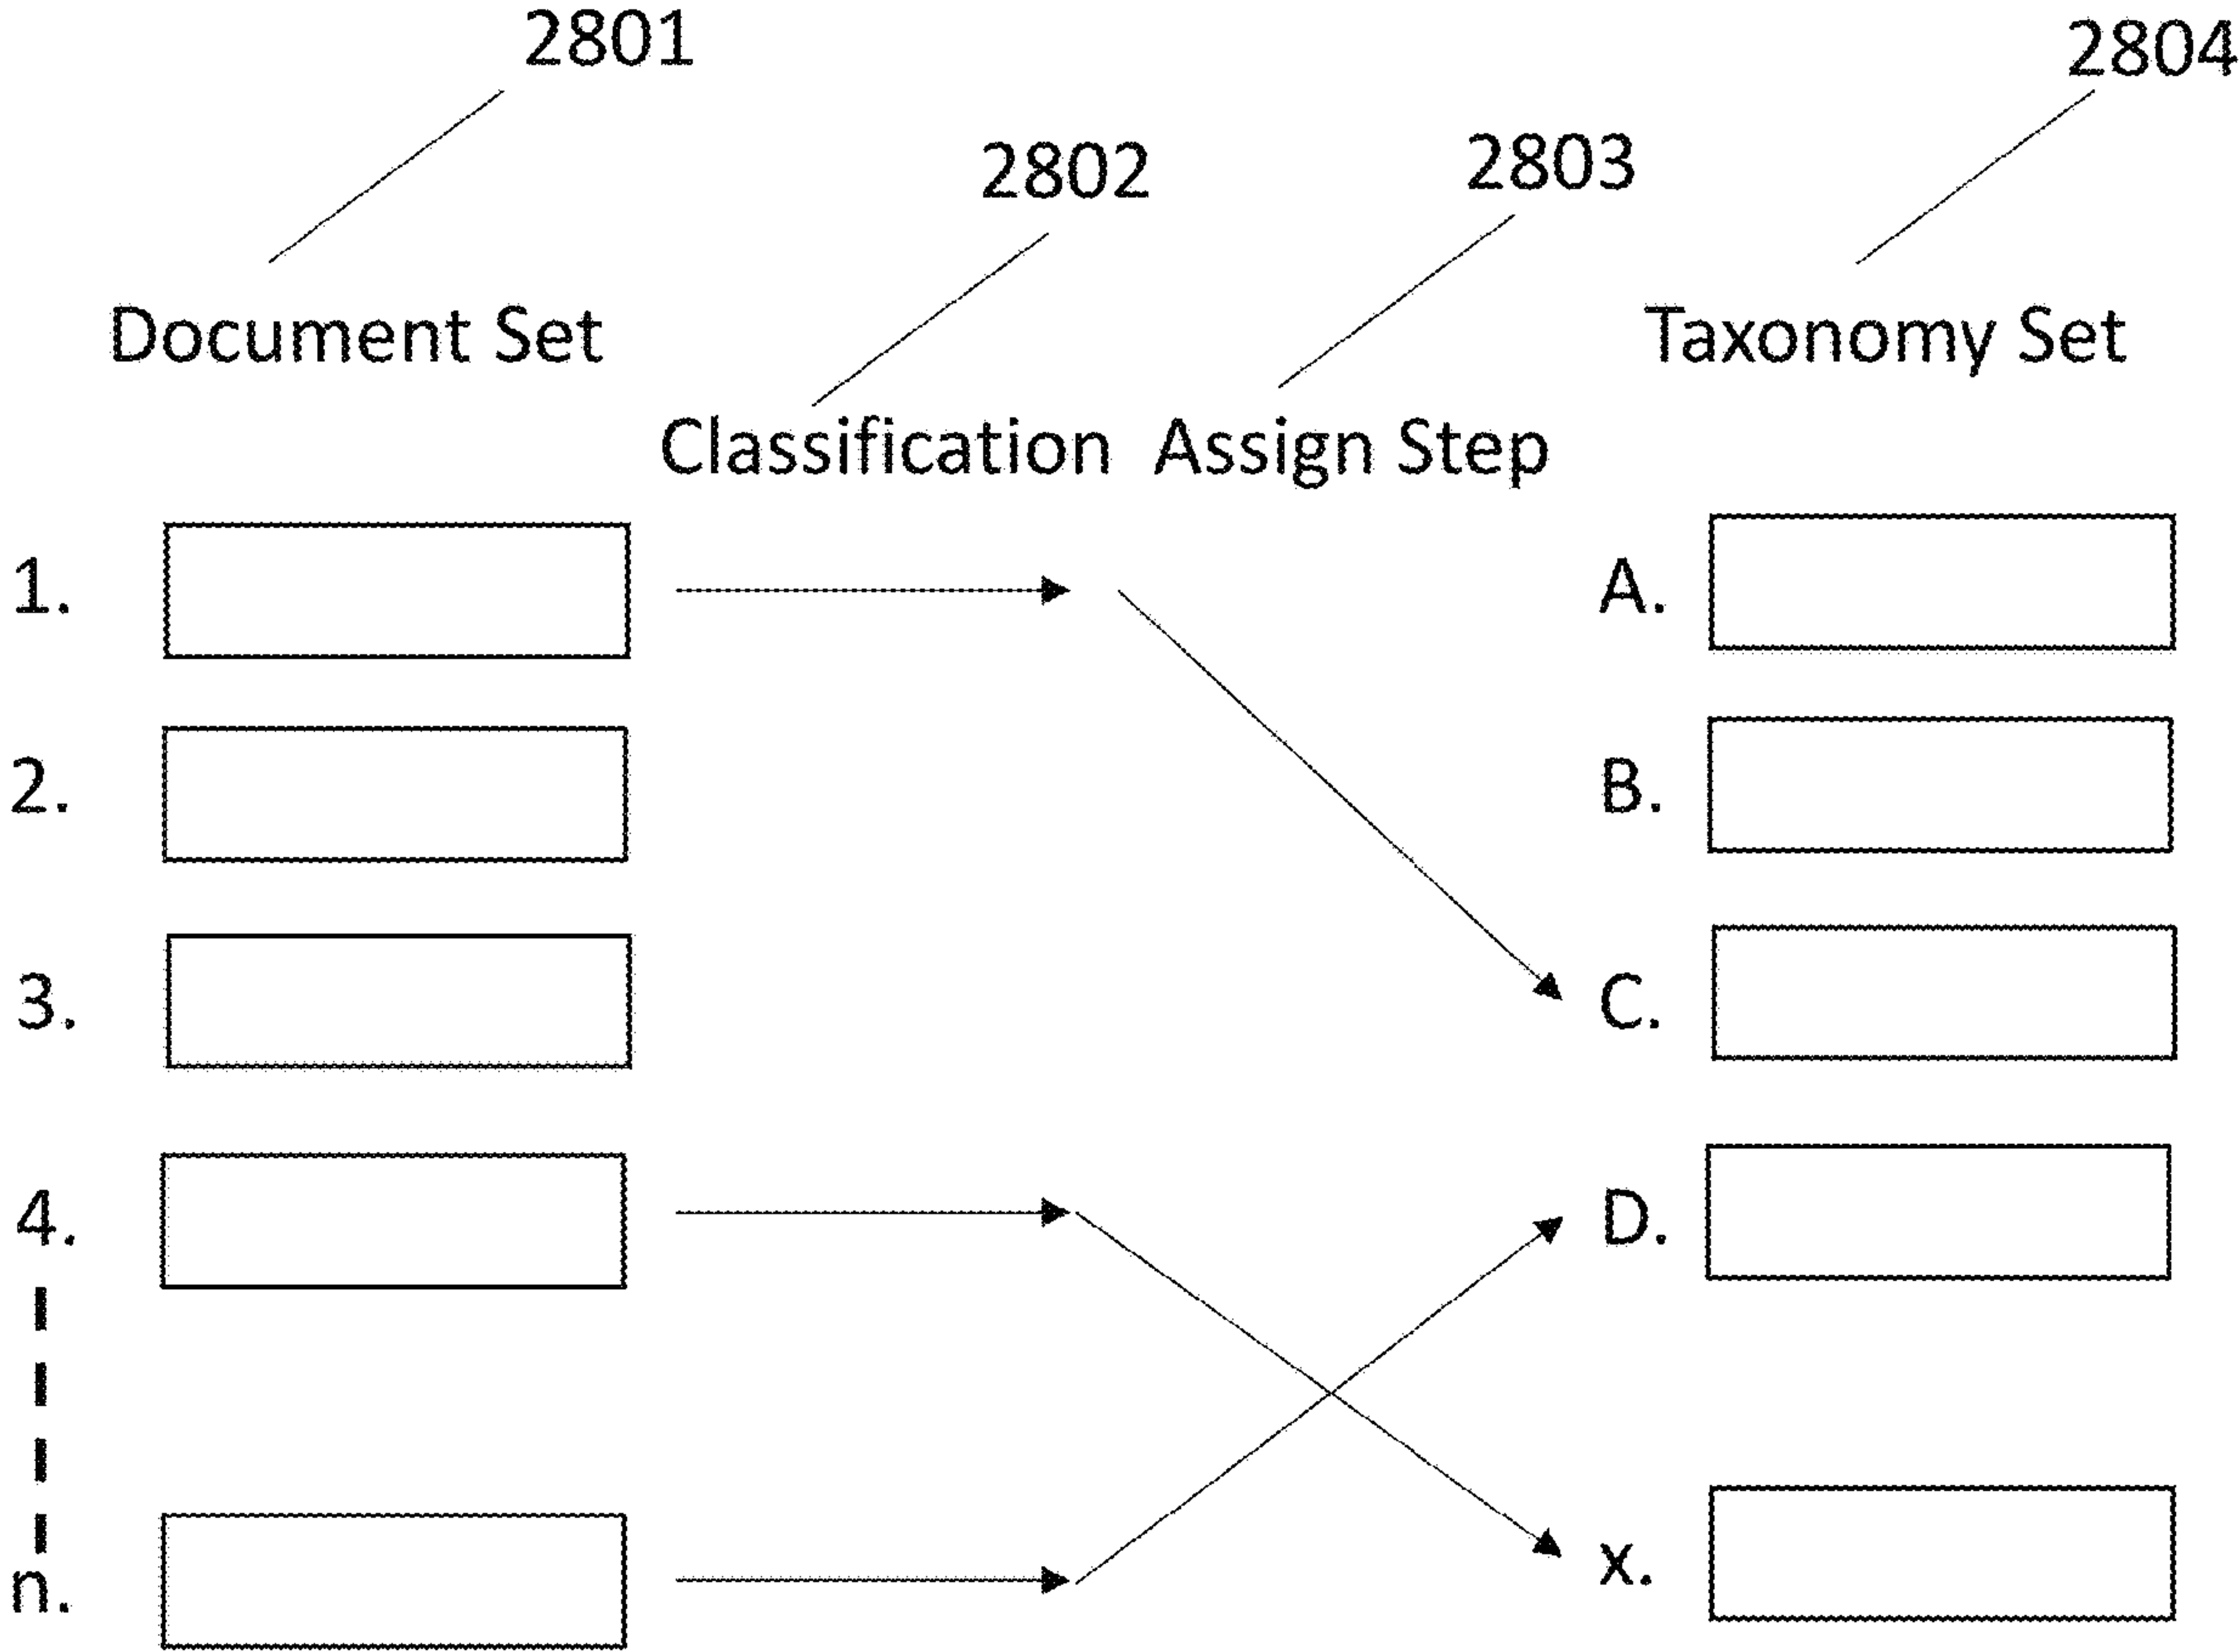 2801
2804
2802
2803
Document Set
Taxonomy Set
Classification
Assign Step
1.
A.
2.
B.
3.
C.
4.
D.
n.
x.